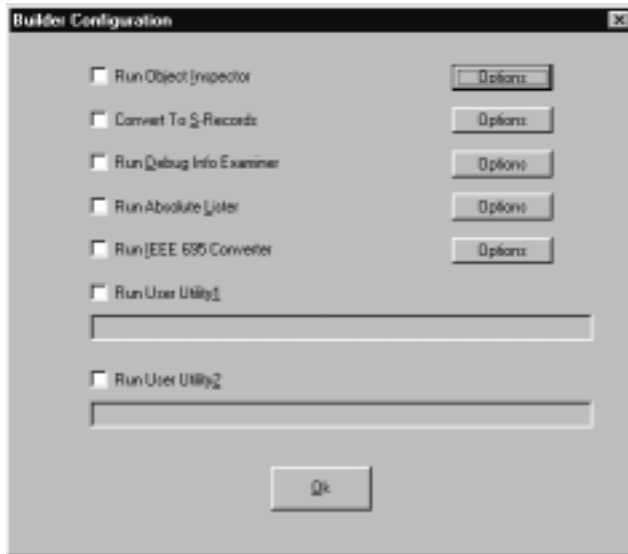 Builder Configuration
Run Object Inspector Options
Convert To S-Records Options
Run Debug Info Examiner Options
Run Absolute Lister Options
Run IEEE 695 Converter Options
Run User Utility1
Run User Utility2
Ok